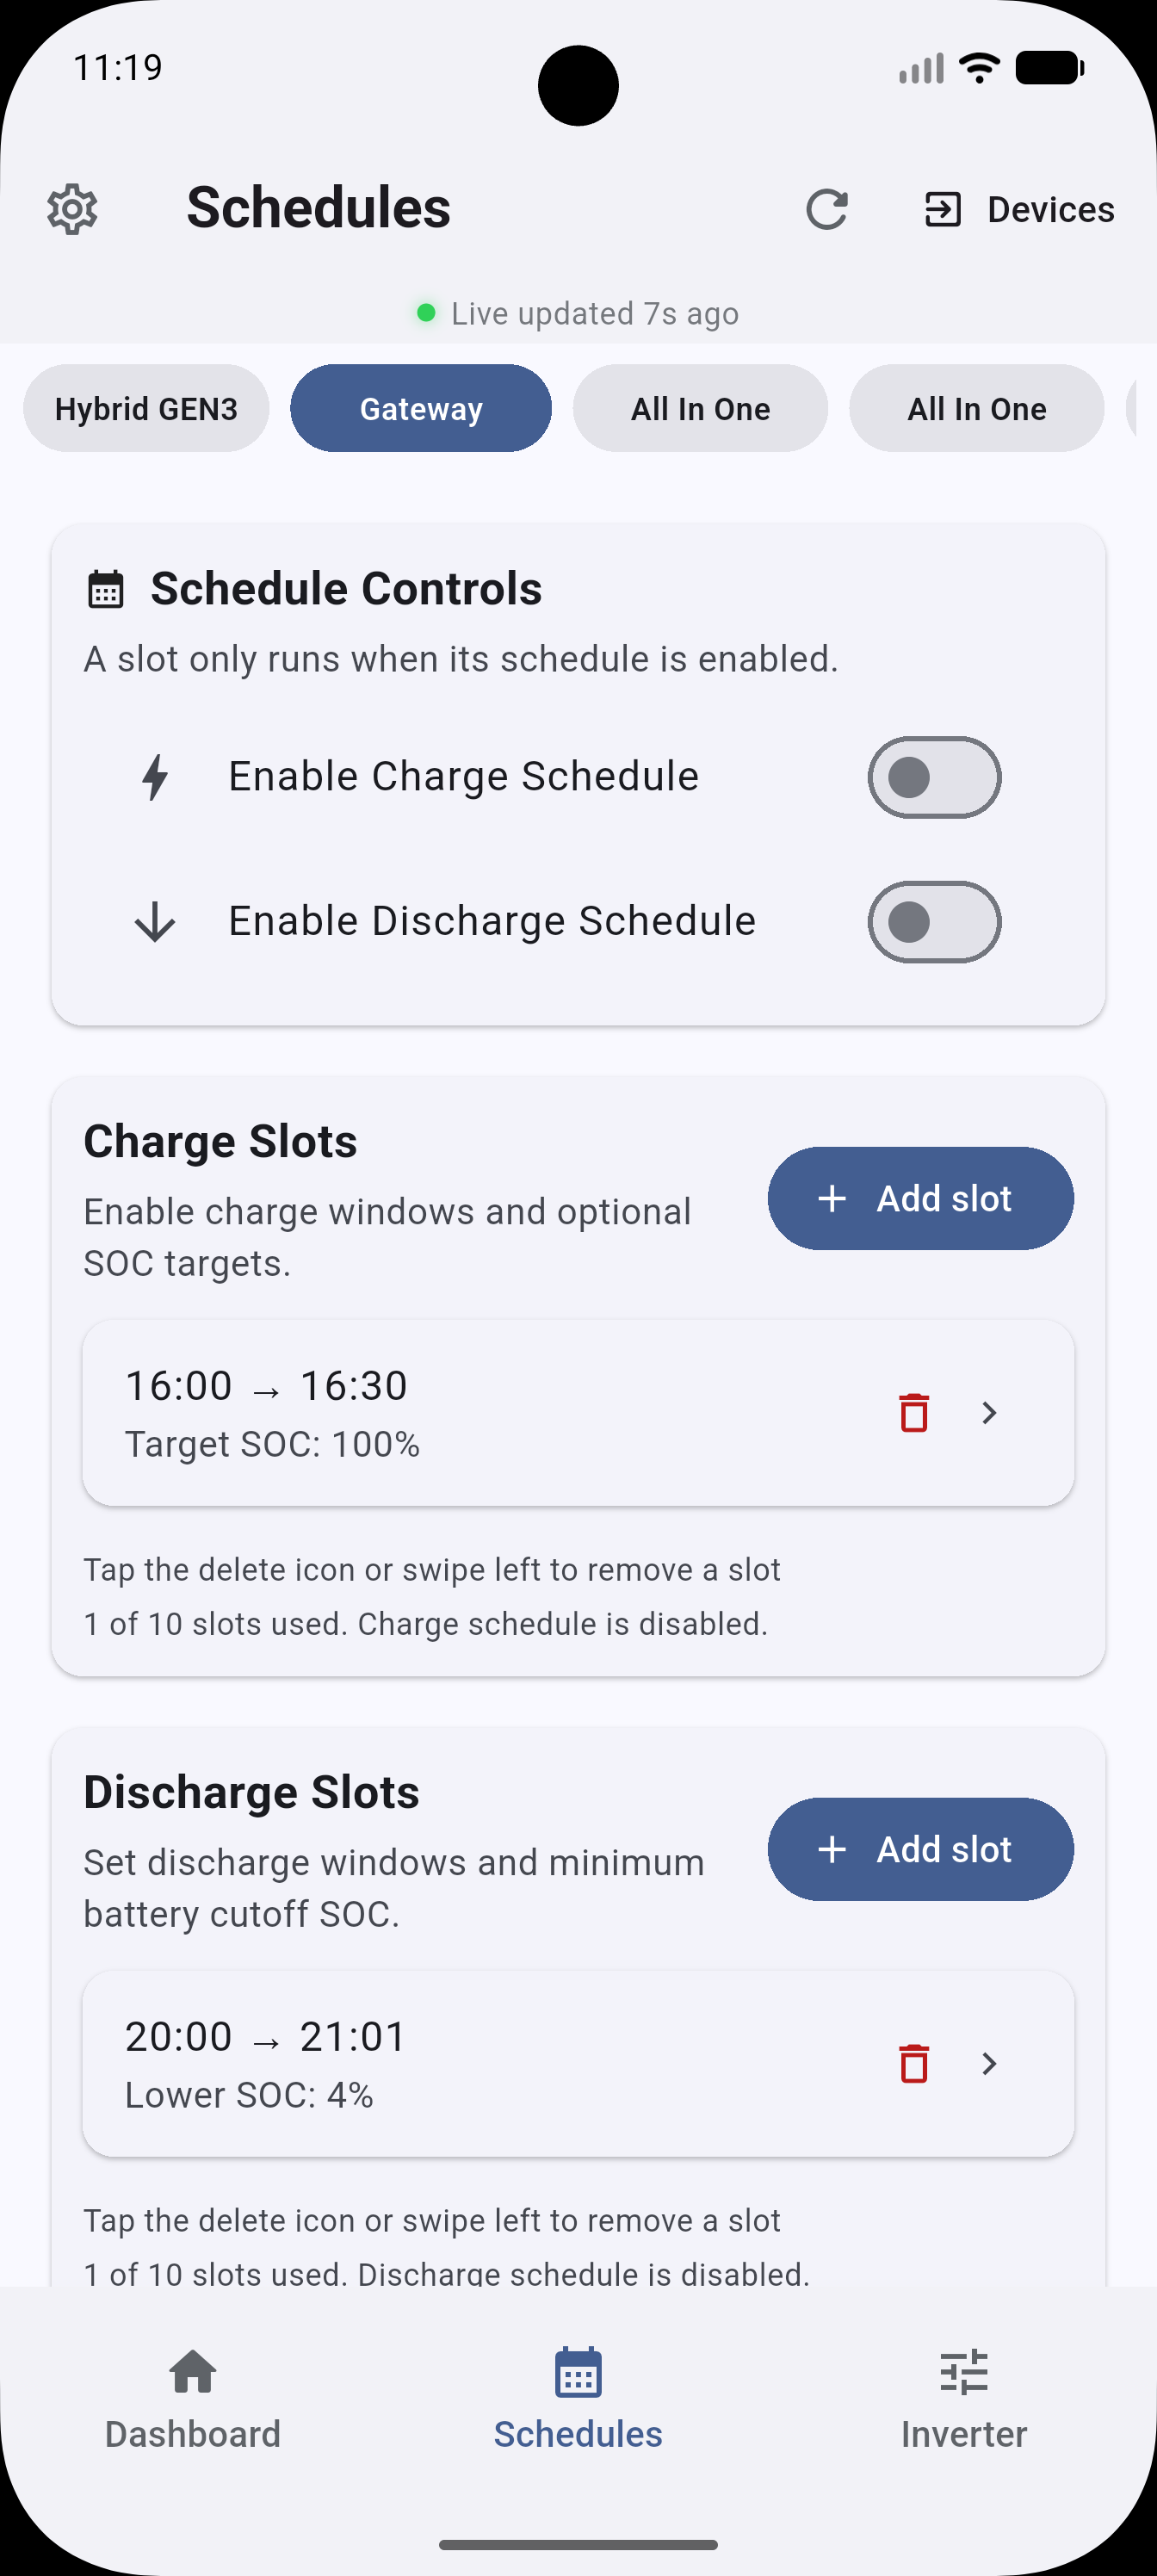 11:19
Schedules
Devices
Live updated 7s ago
Hybrid GEN3
Gateway
All In One
All In One
Schedule Controls
A slot only runs when its schedule is enabled.
Enable Charge Schedule
Enable Discharge Schedule
Charge Slots
Enable charge windows and optional
SOC targets.
+ Add slot
16:00 → 16:30
Target SOC: 100%
Tap the delete icon or swipe left to remove a slot
1 of 10 slots used. Charge schedule is disabled.
Discharge Slots
Set discharge windows and minimum
battery cutoff SOC.
+ Add slot
20:00 → 21:01
Lower SOC: 4%
Tap the delete icon or swipe left to remove a slot
1 of 10 slots used. Discharge schedule is disabled.
Dashboard
Schedules
Inverter